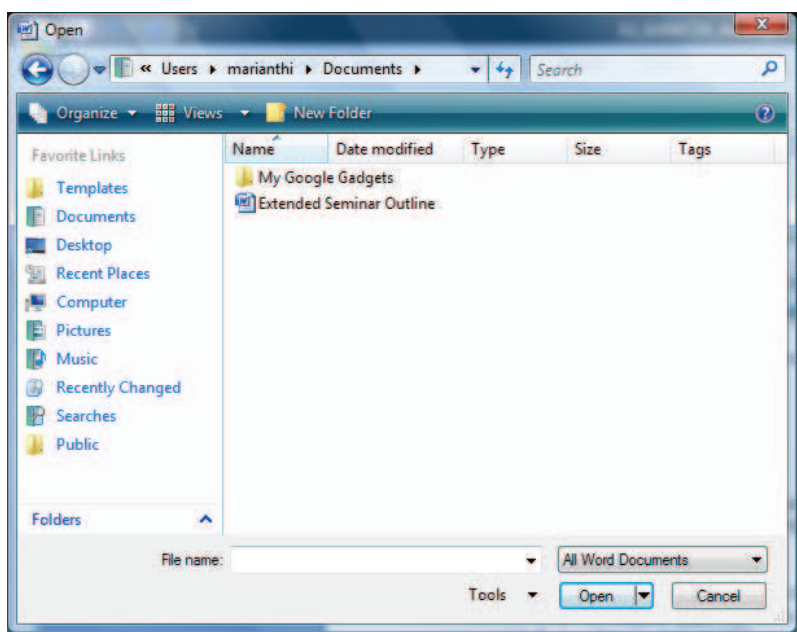 Open
« Users ▸ marianthi ▸ Documents ▸ Search
Organize Views New Folder
Favorite Links
Templates
Documents
Desktop
Recent Places
Computer
Pictures
Music
Recently Changed
Searches
Public
Folders
Name Date modified Type Size Tags
My Google Gadgets
Extended Seminar Outline
File name: All Word Documents
Tools Open Cancel